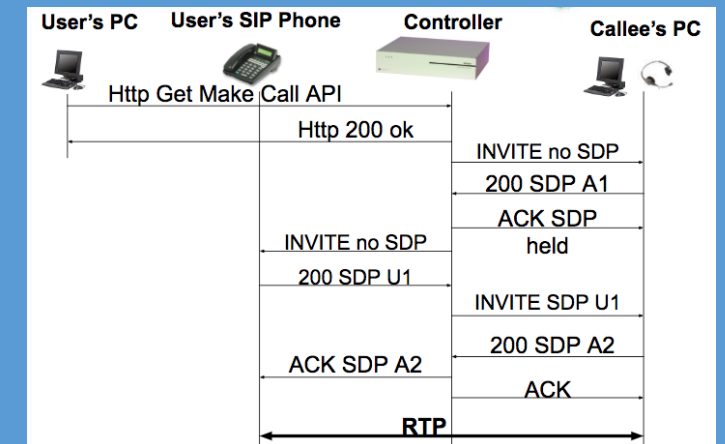 User's PC
User's SIP Phone
Controller
Callee's PC
Http Get Make Call API
Http 200 ok
INVITE no SDP
200 SDP A1
ACK SDP
held
INVITE no SDP
200 SDP U1
INVITE SDP U1
200 SDP A2
ACK SDP A2
ACK
RTP